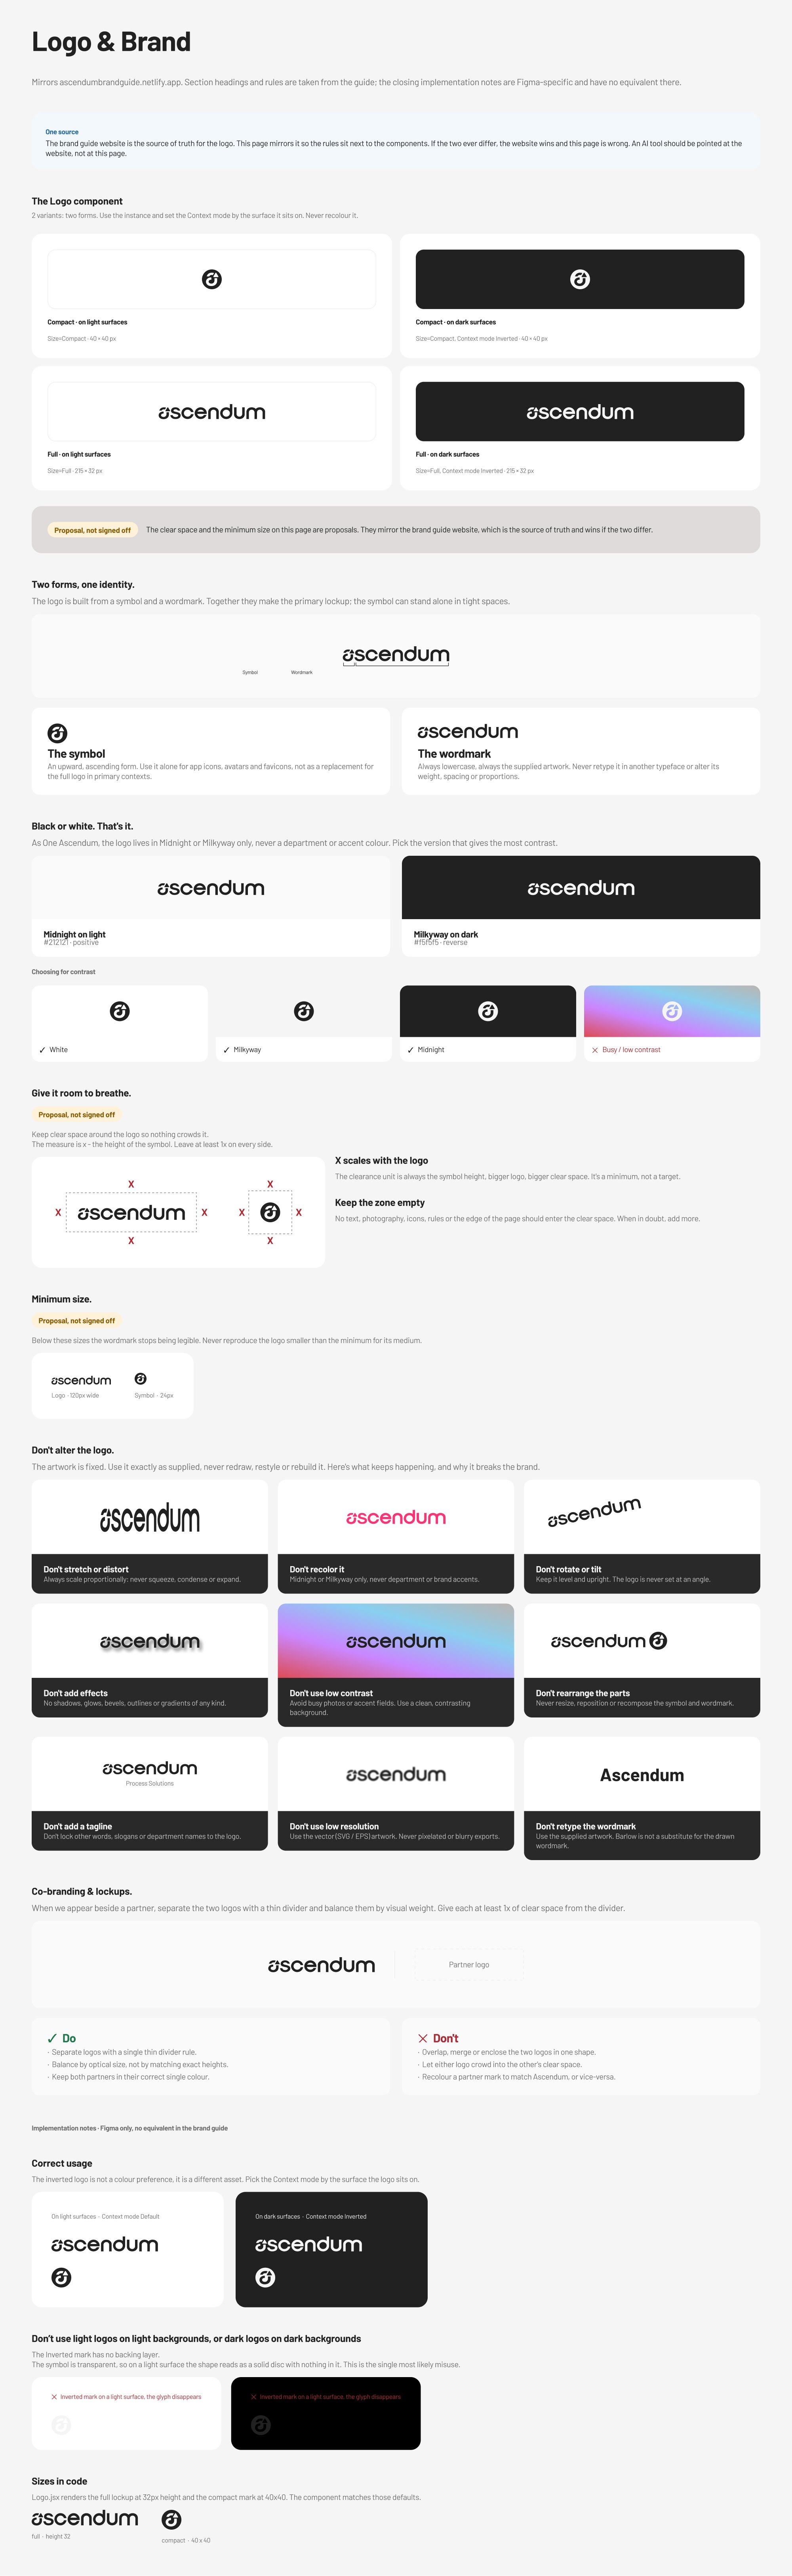 Logo & Brand
Mirrors ascendumbrandguide.netlify.app. Section headings and rules are taken from the guide; the closing implementation notes are Figma-specific and have no equivalent there.
One source
The brand guide website is the source of truth for the logo. This page mirrors it so the rules sit next to the components. If the two ever differ, the website wins and this page is wrong. An AI tool should be pointed at the
website, not at this page.
The Logo component
2 variants: two forms. Use the instance and set the Context mode by the surface it sits on. Never recolour it.
Compact · on light surfaces
Size=Compact · 40 × 40 px
Compact · on dark surfaces
Size=Compact, Context mode Inverted · 40 × 40 px
ascendum
Full · on light surfaces
Size=Full · 215 × 32 px
ascendum
Full · on dark surfaces
Size=Full, Context mode Inverted · 215 × 32 px
Proposal, not signed off
The clear space and the minimum size on this page are proposals. They mirror the brand guide website, which is the source of truth and wins if the two differ.
Two forms, one identity.
The logo is built from a symbol and a wordmark. Together they make the primary lockup; the symbol can stand alone in tight spaces.
ascendum
Symbol
Wordmark
The symbol
An upward, ascending form. Use it alone for app icons, avatars and favicons, not as a replacement for
the full logo in primary contexts.
ascendum
The wordmark
Always lowercase, always the supplied artwork. Never retype it in another typeface or alter its
weight, spacing or proportions.
Black or white. That's it.
As One Ascendum, the logo lives in Midnight or Milkyway only, never a department or accent colour. Pick the version that gives the most contrast.
ascendum
Midnight on light
#212121 · positive
ascendum
Milkyway on dark
#f5f5f5 · reverse
Choosing for contrast
✓ White
✓ Milkyway
✓ Midnight
✕ Busy / low contrast
Give it room to breathe.
Proposal, not signed off
Keep clear space around the logo so nothing crowds it.
The measure is x - the height of the symbol. Leave at least 1x on every side.
X
X ascendum X
X
X
X X
X
X scales with the logo
The clearance unit is always the symbol height, bigger logo, bigger clear space. It's a minimum, not a target.
Keep the zone empty
No text, photography, icons, rules or the edge of the page should enter the clear space. When in doubt, add more.
Minimum size.
Proposal, not signed off
Below these sizes the wordmark stops being legible. Never reproduce the logo smaller than the minimum for its medium.
ascendum
Logo · 120px wide
Symbol · 24px
Don't alter the logo.
The artwork is fixed. Use it exactly as supplied, never redraw, restyle or rebuild it. Here's what keeps happening, and why it breaks the brand.
ascendum
Don't stretch or distort
Always scale proportionally: never squeeze, condense or expand.
ascendum
Don't recolor it
Midnight or Milkyway only, never department or brand accents.
ascendum
Don't rotate or tilt
Keep it level and upright. The logo is never set at an angle.
ascendum
Don't add effects
No shadows, glows, bevels, outlines or gradients of any kind.
ascendum
Don't use low contrast
Avoid busy photos or accent fields. Use a clean, contrasting
background.
ascendum
Don't rearrange the parts
Never resize, reposition or recompose the symbol and wordmark.
ascendum
Process Solutions
Don't add a tagline
Don't lock other words, slogans or department names to the logo.
ascendum
Don't use low resolution
Use the vector (SVG / EPS) artwork. Never pixelated or blurry exports.
Ascendum
Don't retype the wordmark
Use the supplied artwork. Barlow is not a substitute for the drawn
wordmark.
Co-branding & lockups.
When we appear beside a partner, separate the two logos with a thin divider and balance them by visual weight. Give each at least 1x of clear space from the divider.
ascendum
Partner logo
✓ Do
· Separate logos with a single thin divider rule.
· Balance by optical size, not by matching exact heights.
· Keep both partners in their correct single colour.
✕ Don't
· Overlap, merge or enclose the two logos in one shape.
· Let either logo crowd into the other's clear space.
· Recolour a partner mark to match Ascendum, or vice-versa.
Implementation notes · Figma only, no equivalent in the brand guide
Correct usage
The inverted logo is not a colour preference, it is a different asset. Pick the Context mode by the surface the logo sits on.
On light surfaces · Context mode Default
ascendum
On dark surfaces · Context mode Inverted
ascendum
Don't use light logos on light backgrounds, or dark logos on dark backgrounds
The Inverted mark has no backing layer.
The symbol is transparent, so on a light surface the shape reads as a solid disc with nothing in it. This is the single most likely misuse.
✕ Inverted mark on a light surface, the glyph disappears
✕ Inverted mark on a light surface, the glyph disappears
Sizes in code
Logo.jsx renders the full lockup at 32px height and the compact mark at 40x40. The component matches those defaults.
ascendum
full · height 32
compact · 40 x 40